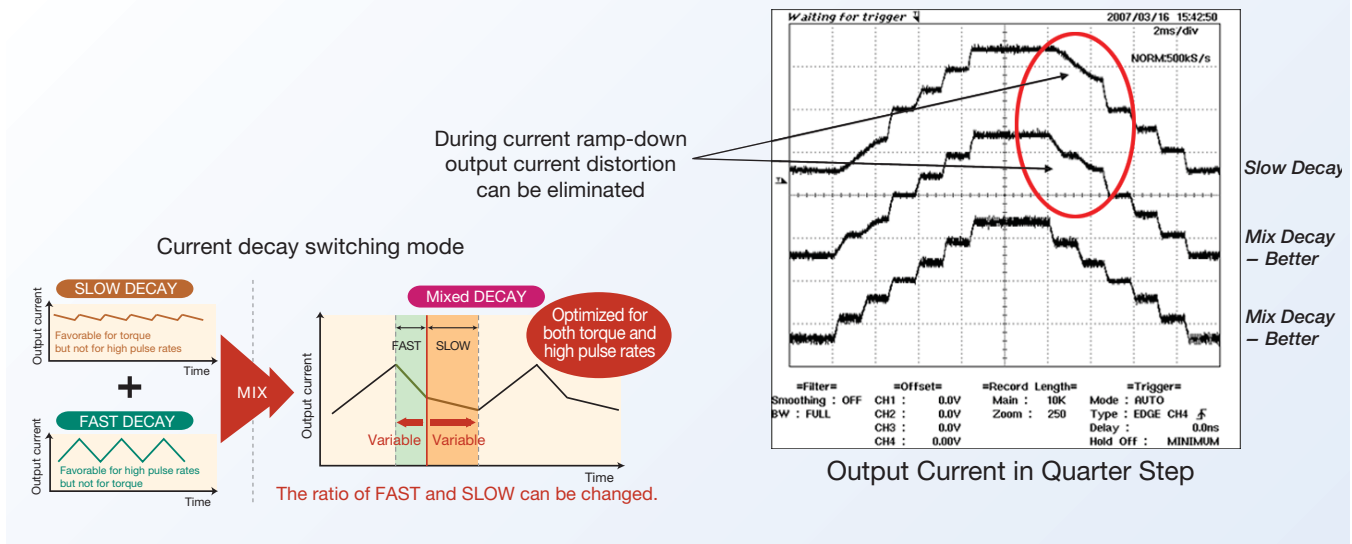 During current ramp-down
output current distortion
can be eliminated
Current decay switching mode
SLOW DECAY
Output current
Favorable for torque
but not for high pulse rates
Time
+
FAST DECAY
Output current
Favorable for high pulse rates
but not for torque
Time
MIX
Mixed DECAY
Optimized for
both torque and
high pulse rates
FAST
SLOW
Output current
Variable
Variable
Time
The ratio of FAST and SLOW can be changed.
Waiting for trigger
2007/03/16 15:42:50
2ms/div
NORM:500kS/s
Slow Decay
Mix Decay
– Better
Mix Decay
– Better
=Filter= =Offset= =Record Length= =Trigger=
Smoothing : OFF CH1 : 0.0V Main : 10K Mode : AUTO
BW : FULL CH2 : 0.0V Zoom : 250 Type : EDGE CH4
CH3 : 0.0V Delay : 0.0ns
CH4 : 0.00V Hold Off : MINIMUM
Output Current in Quarter Step